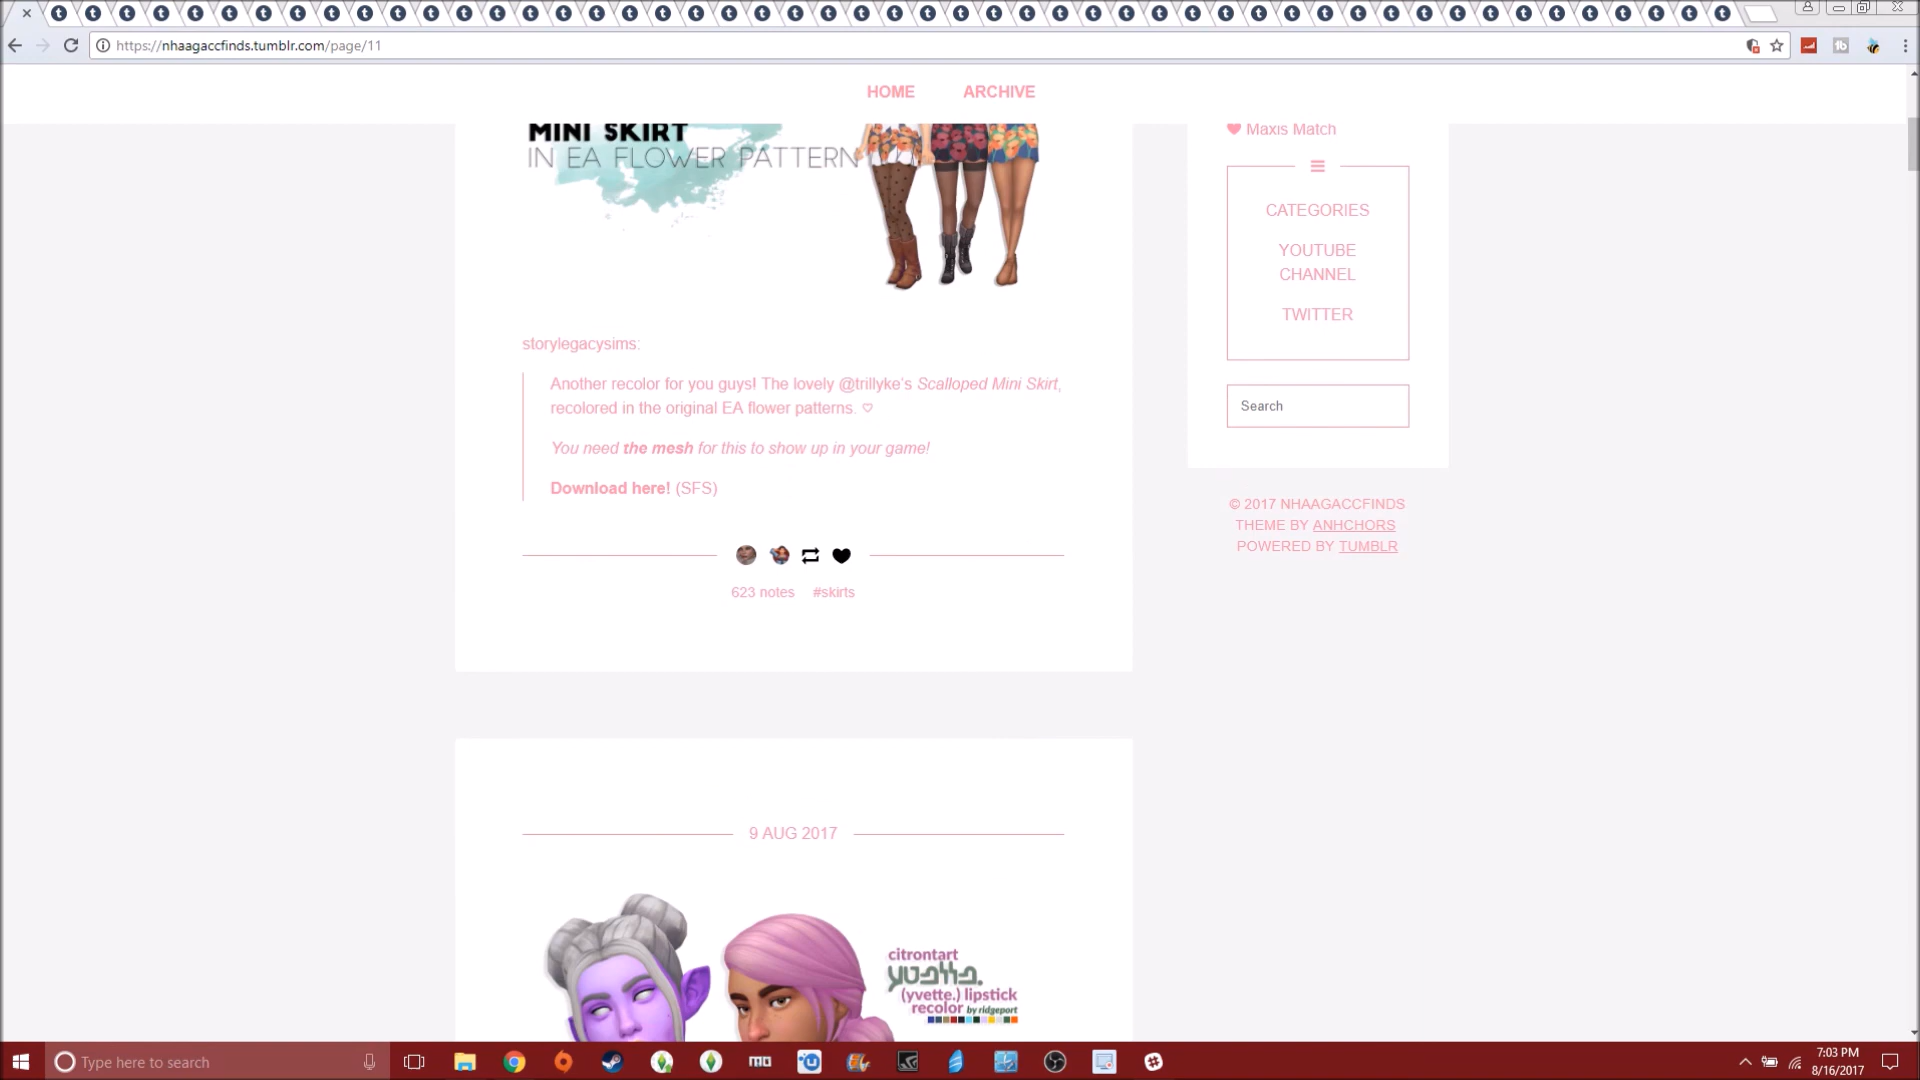 https://nhaagaccfinds.tumblr.com/page/11
HOME
ARCHIVE
MINI SKIRT
IN EA FLOWER PATTERN
Maxis Match
CATEGORIES
YOUTUBE
CHANNEL
TWITTER
Search
© 2017 NHAAGACCFINDS
THEME BY ANHCHORS
POWERED BY TUMBLR
storylegacysims:
Another recolor for you guys! The lovely @trillyke's Scalloped Mini Skirt,
recolored in the original EA flower patterns. ♡
You need the mesh for this to show up in your game!
Download here! (SFS)
623 notes
#skirts
9 AUG 2017
citrontart
(yvette.) lipstick
recolor by ridgeport
Type here to search
7:03 PM
8/16/2017